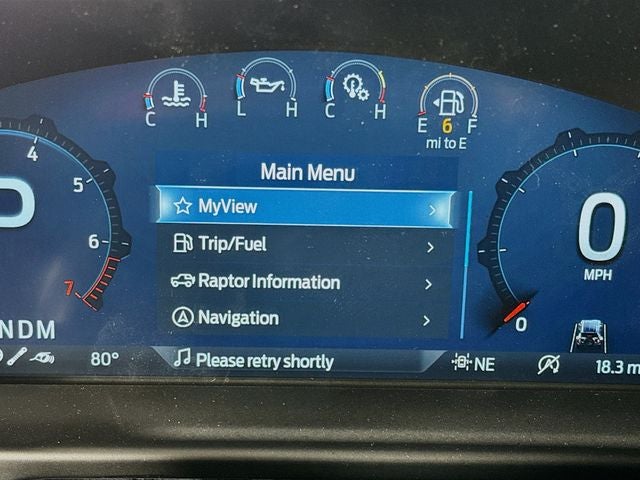 C H
L H
C H
E 6 F
mi to E
Main Menu
MyView
Trip/Fuel
Raptor Information
Navigation
Please retry shortly
4
5
6
7
P
NDM
80°
0
MPH
0
NE
18.3 m